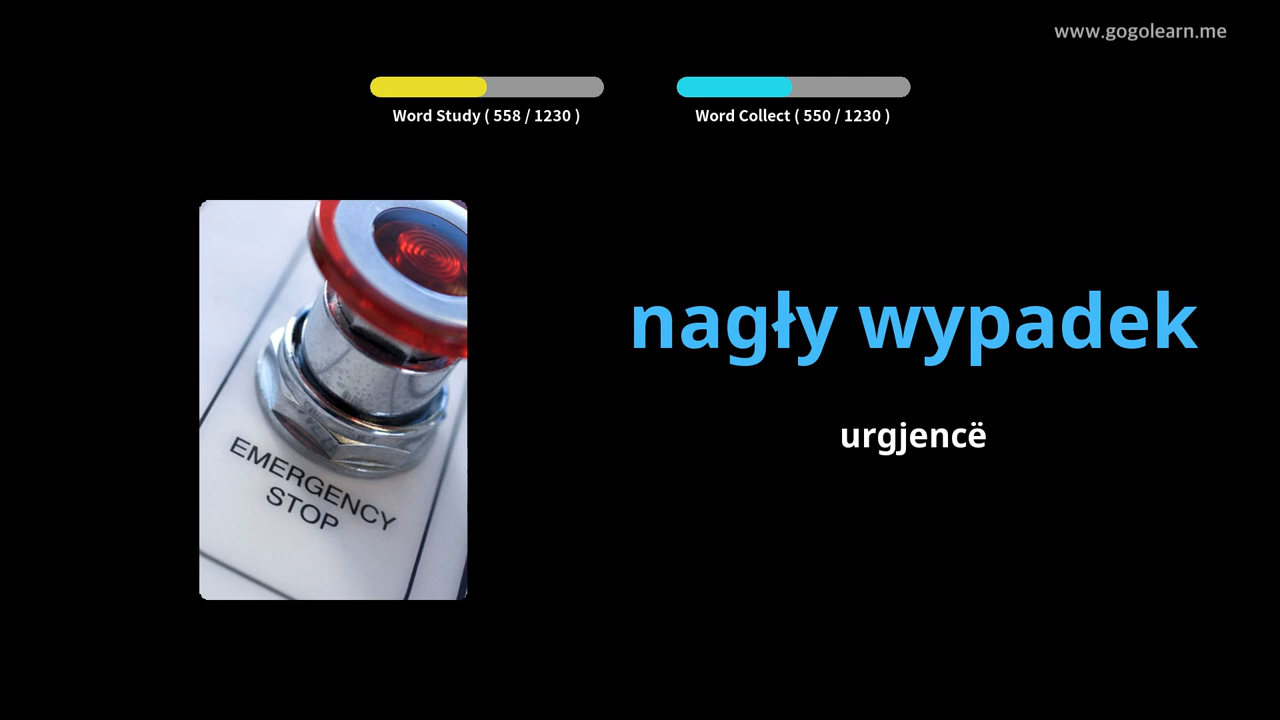 www.gogolearn.me
Word Study ( 558 / 1230 )
Word Collect ( 550 / 1230 )
nagły wypadek
urgjencë
EMERGENCY
STOP